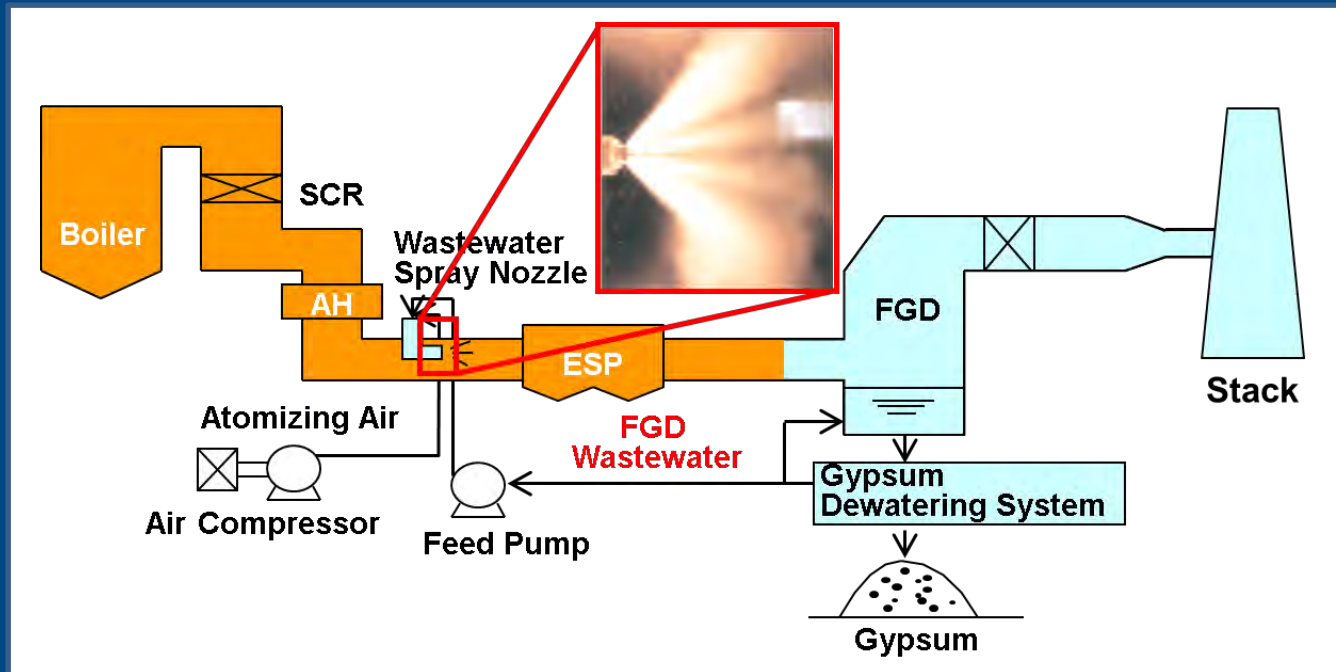 SCR
Boiler
Wastewater
Spray Nozzle
AH
FGD
ESP
Stack
Atomizing Air
FGD
Wastewater
Gypsum
Dewatering System
Air Compressor
Feed Pump
Gypsum